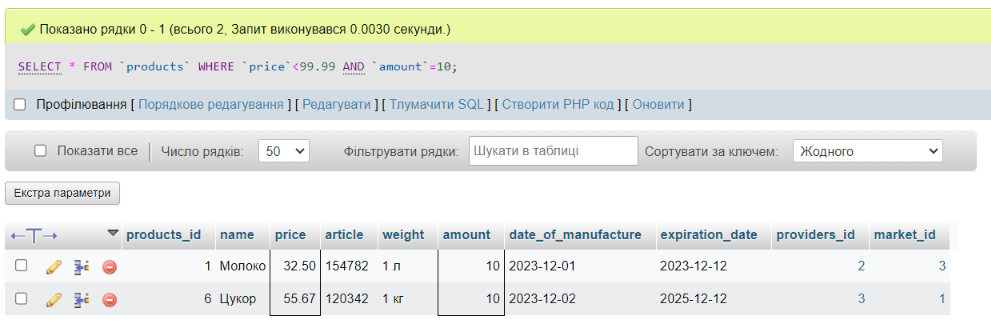 Показано рядки 0 - 1 (всього 2, Запит виконувався 0.0030 секунди.)
SELECT * FROM `products` WHERE `price`<99.99 AND `amount`=10;
Профілювання [ Порядкове редагування ] [ Редагувати ] [ Тлумачити SQL ] [ Створити PHP код ] [ Оновити ]
Показати все Число рядків: 50 Фільтрувати рядки: Шукати в таблиці Сортувати за ключем: Жодного
Екстра параметри
←T→ products_id name price article weight amount date_of_manufacture expiration_date providers_id market_id
1 Молоко 32.50 154782 1 л 10 2023-12-01 2023-12-12 2 3
6 Цукор 55.67 120342 1 кг 10 2023-12-02 2025-12-12 3 1